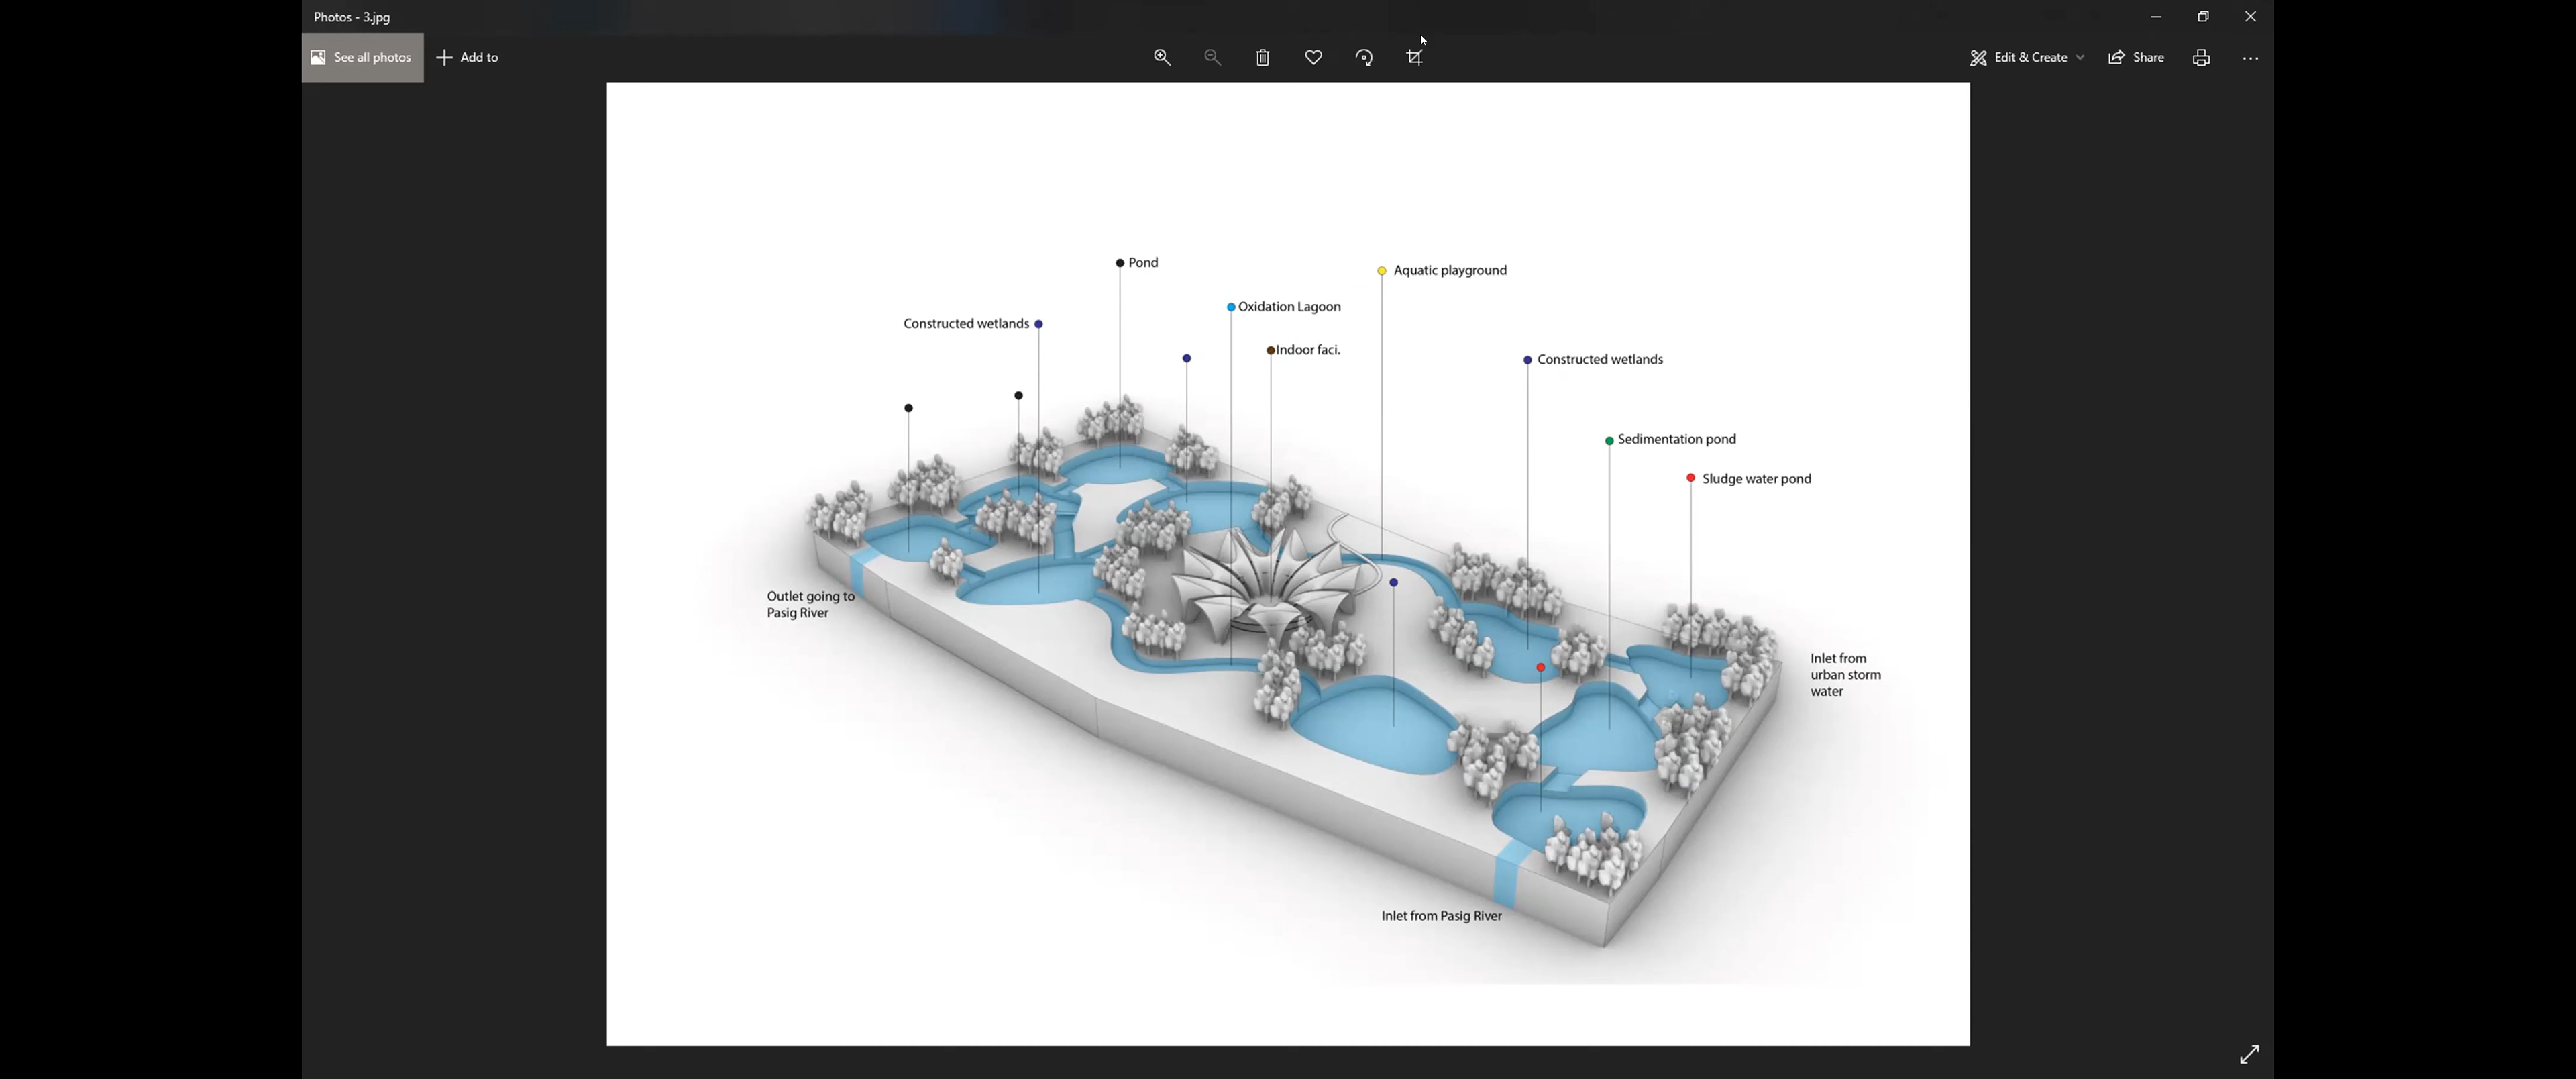 Photos - 3.jpg
See all photos
Add to
Edit & Create
Share
Pond
Aquatic playground
Oxidation Lagoon
Constructed wetlands
Indoor faci.
Constructed wetlands
Sedimentation pond
Sludge water pond
Outlet going to
Pasig River
Inlet from
urban storm
water
Inlet from Pasig River